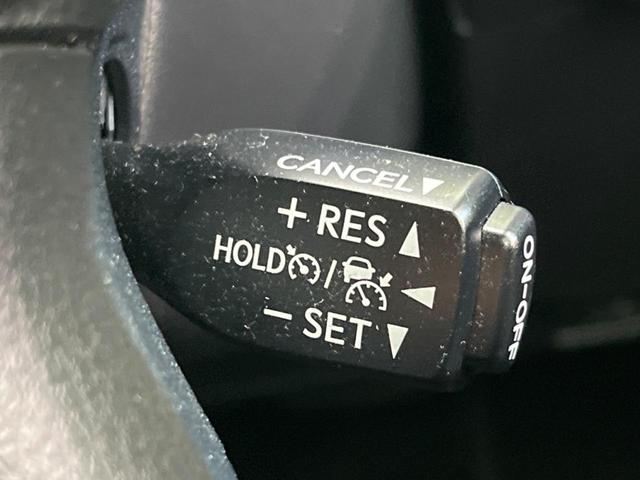 CANCEL▼
+ RES ▲
HOLD / ◀
− SET ▼
ON-OFF